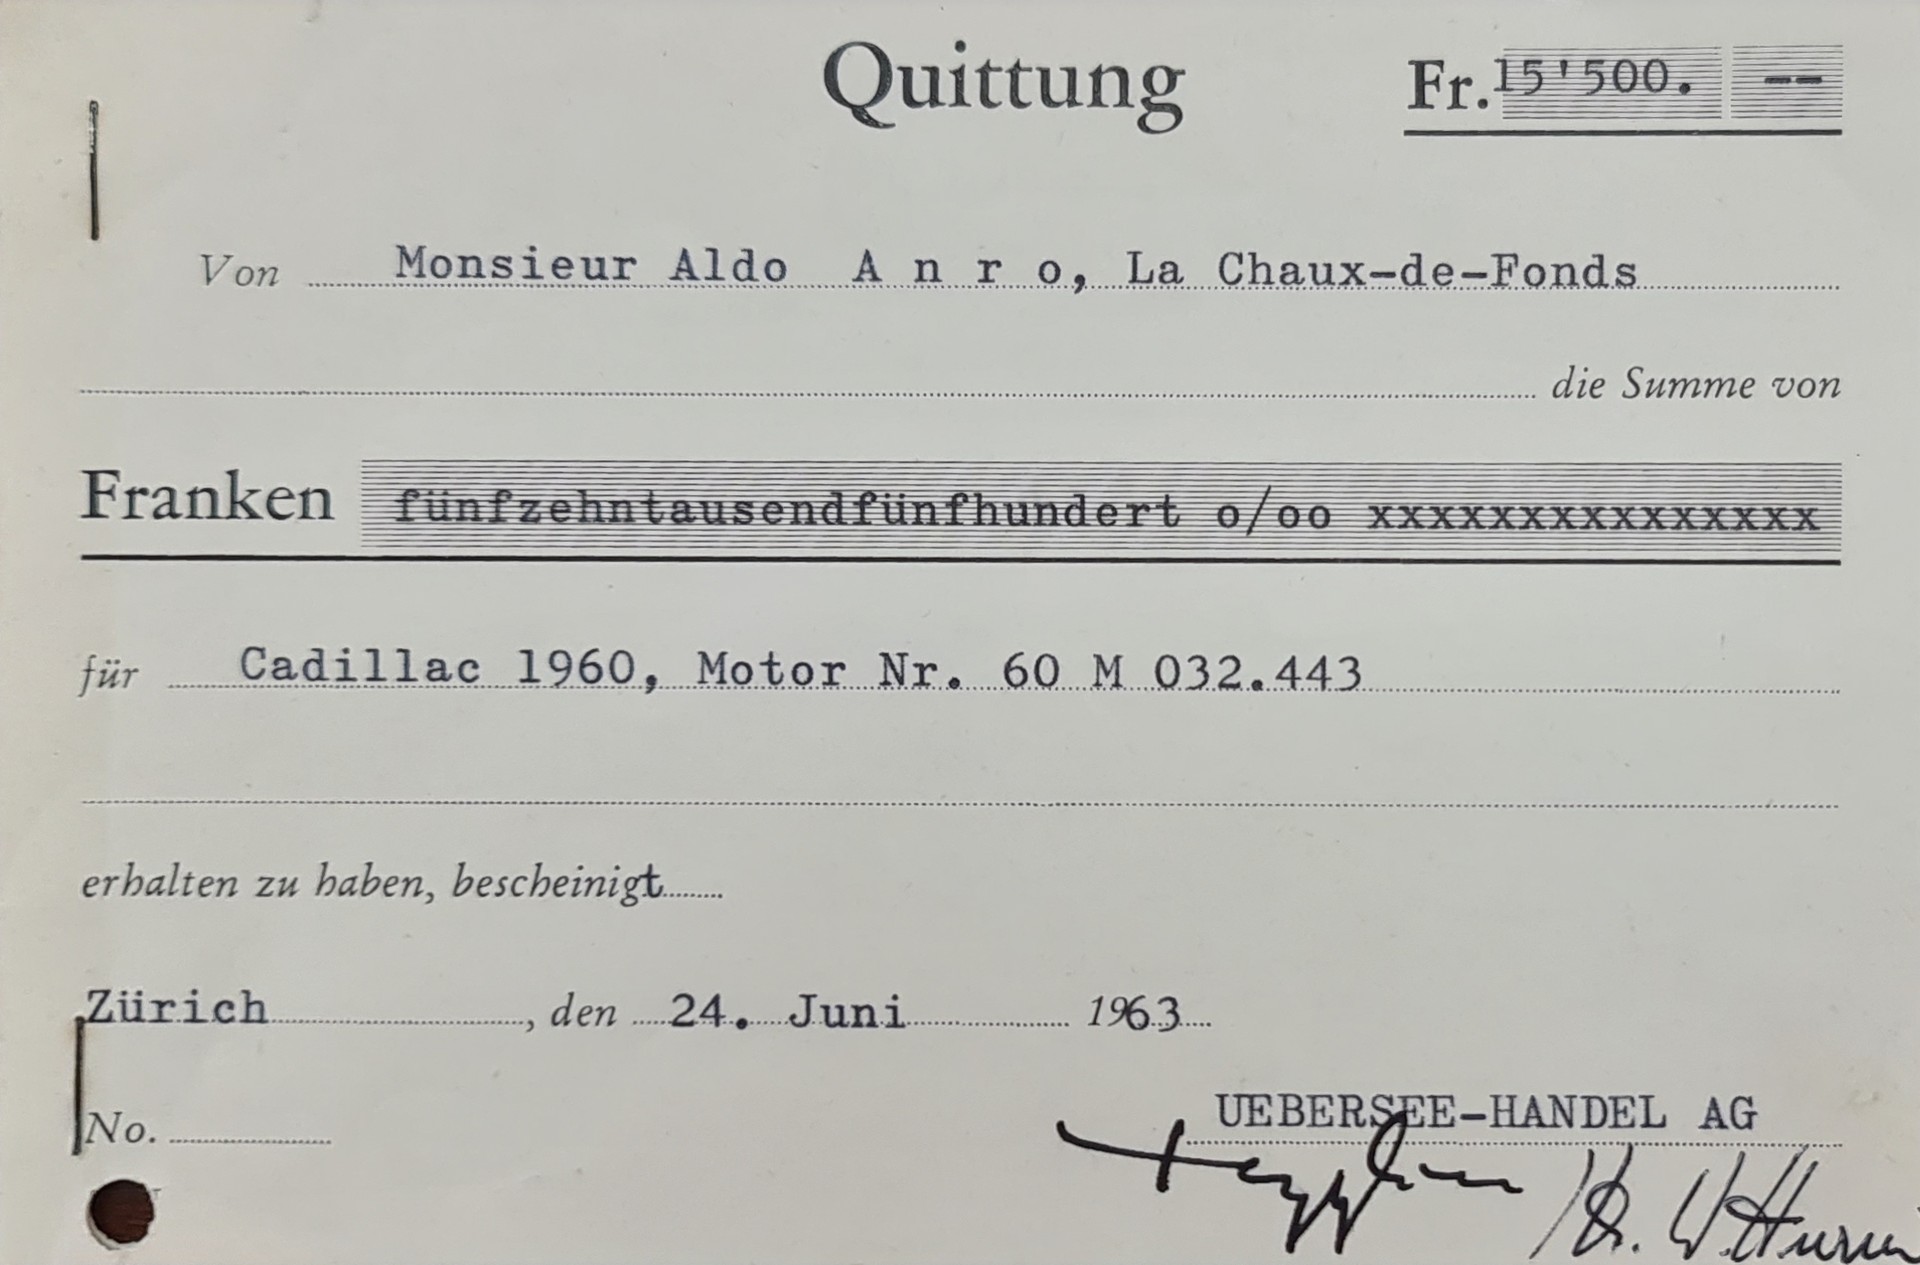 Quittung Fr. 15'500. --
Von Monsieur Aldo A n r o, La Chaux-de-Fonds
die Summe von
Franken fünfzehntausendfünfhundert o/oo xxxxxxxxxxxxxxx
für Cadillac 1960, Motor Nr. 60 M 032.443
erhalten zu haben, bescheinigt
Zürich, den 24. Juni 1963
UEBERSEE-HANDEL AG
No.